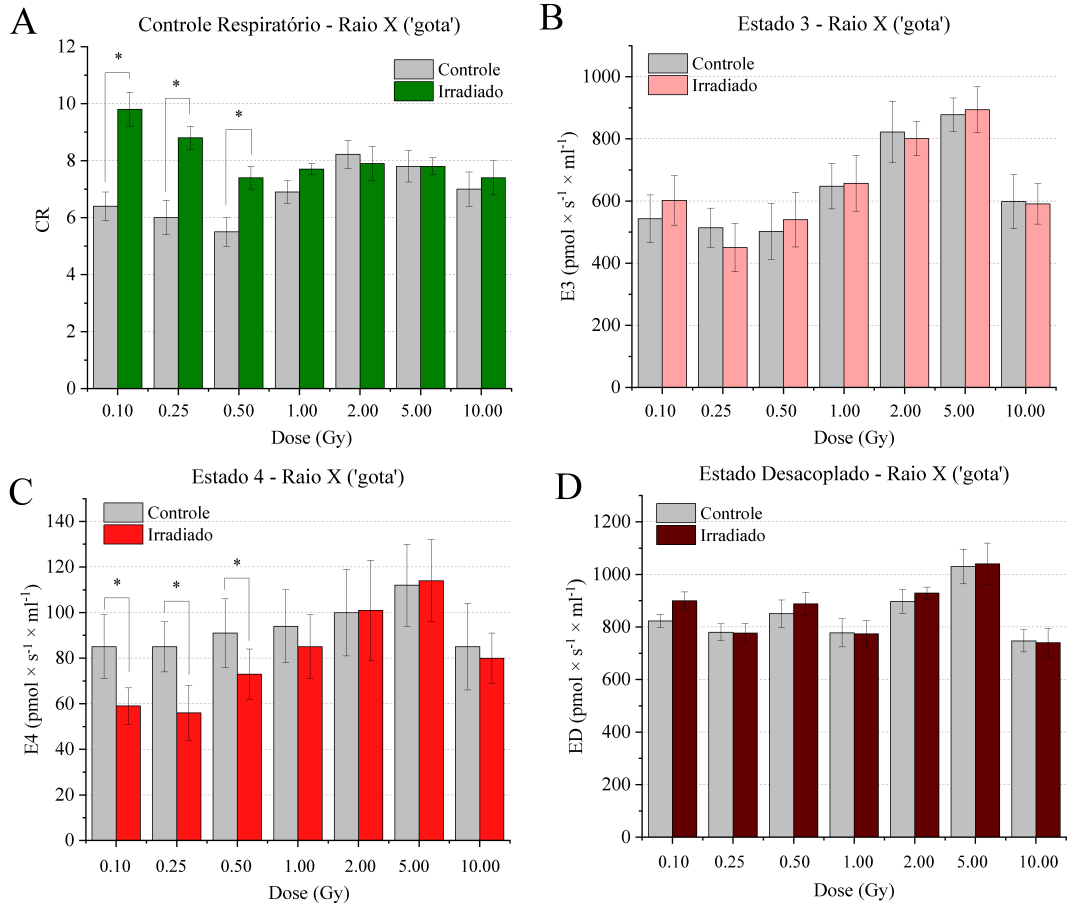 A
Controle Respiratório - Raio X ('gota')
Controle
Irradiado
*
*
*
12
10
8
6
4
2
0
CR
0.10 0.25 0.50 1.00 2.00 5.00 10.00
Dose (Gy)
B
Estado 3 - Raio X ('gota')
Controle
Irradiado
1000
800
600
400
200
0
E3 (pmol × s⁻¹ × ml⁻¹)
0.10 0.25 0.50 1.00 2.00 5.00 10.00
Dose (Gy)
C
Estado 4 - Raio X ('gota')
Controle
Irradiado
*
*
*
140
120
100
80
60
40
20
0
E4 (pmol × s⁻¹ × ml⁻¹)
0.10 0.25 0.50 1.00 2.00 5.00 10.00
Dose (Gy)
D
Estado Desacoplado - Raio X ('gota')
Controle
Irradiado
1200
1000
800
600
400
200
0
ED (pmol × s⁻¹ × ml⁻¹)
0.10 0.25 0.50 1.00 2.00 5.00 10.00
Dose (Gy)